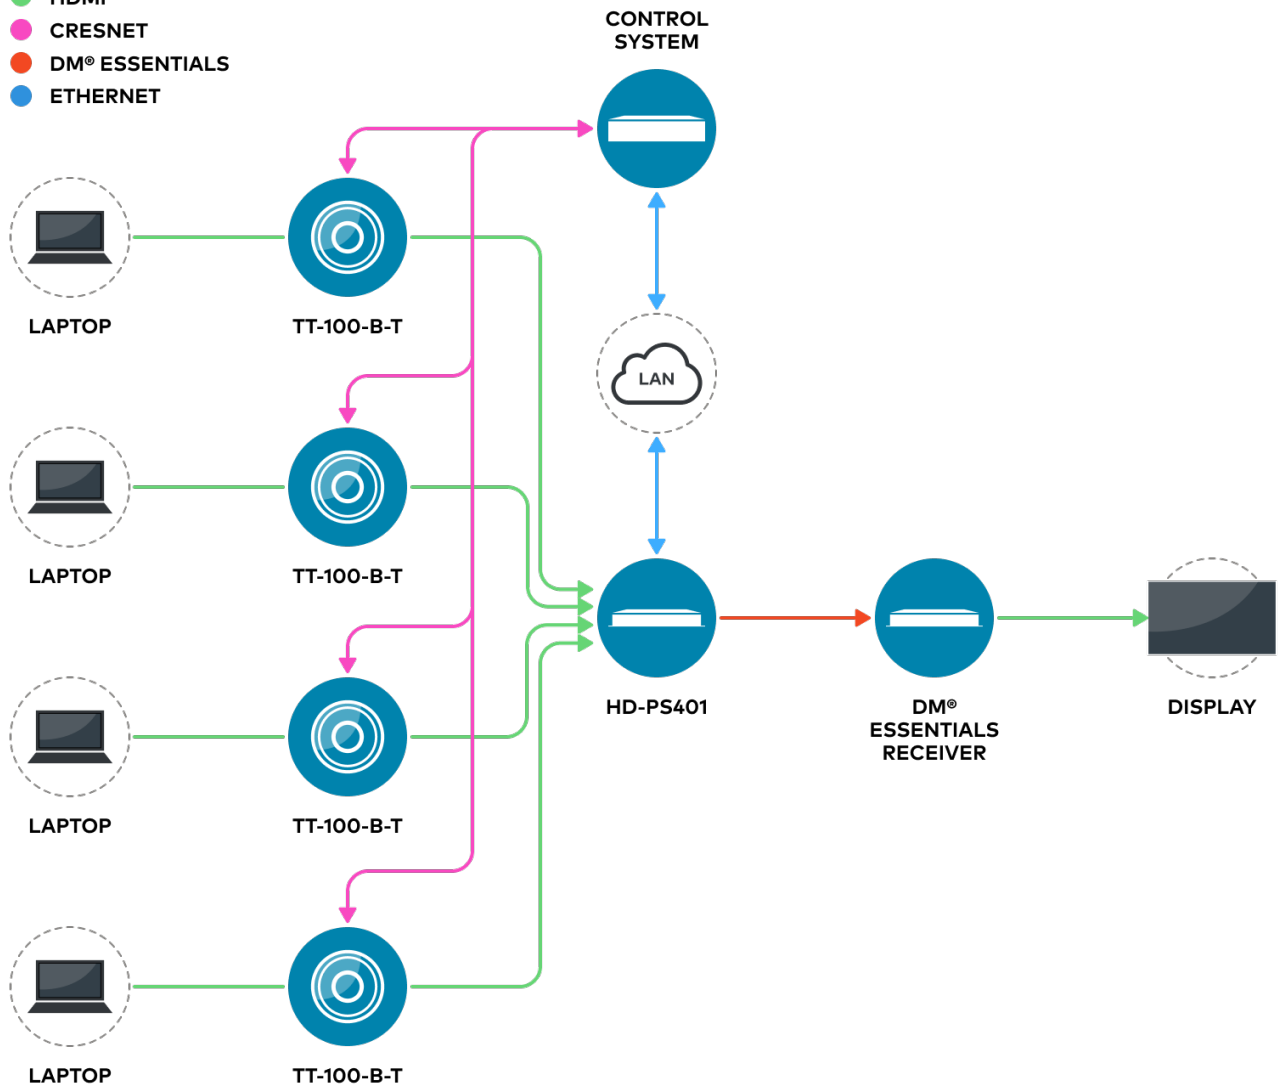 HDMI
CRESNET
DM® ESSENTIALS
ETHERNET
CONTROL
SYSTEM
LAPTOP
TT-100-B-T
LAN
LAPTOP
TT-100-B-T
HD-PS401
DM®
ESSENTIALS
RECEIVER
DISPLAY
LAPTOP
TT-100-B-T
LAPTOP
TT-100-B-T